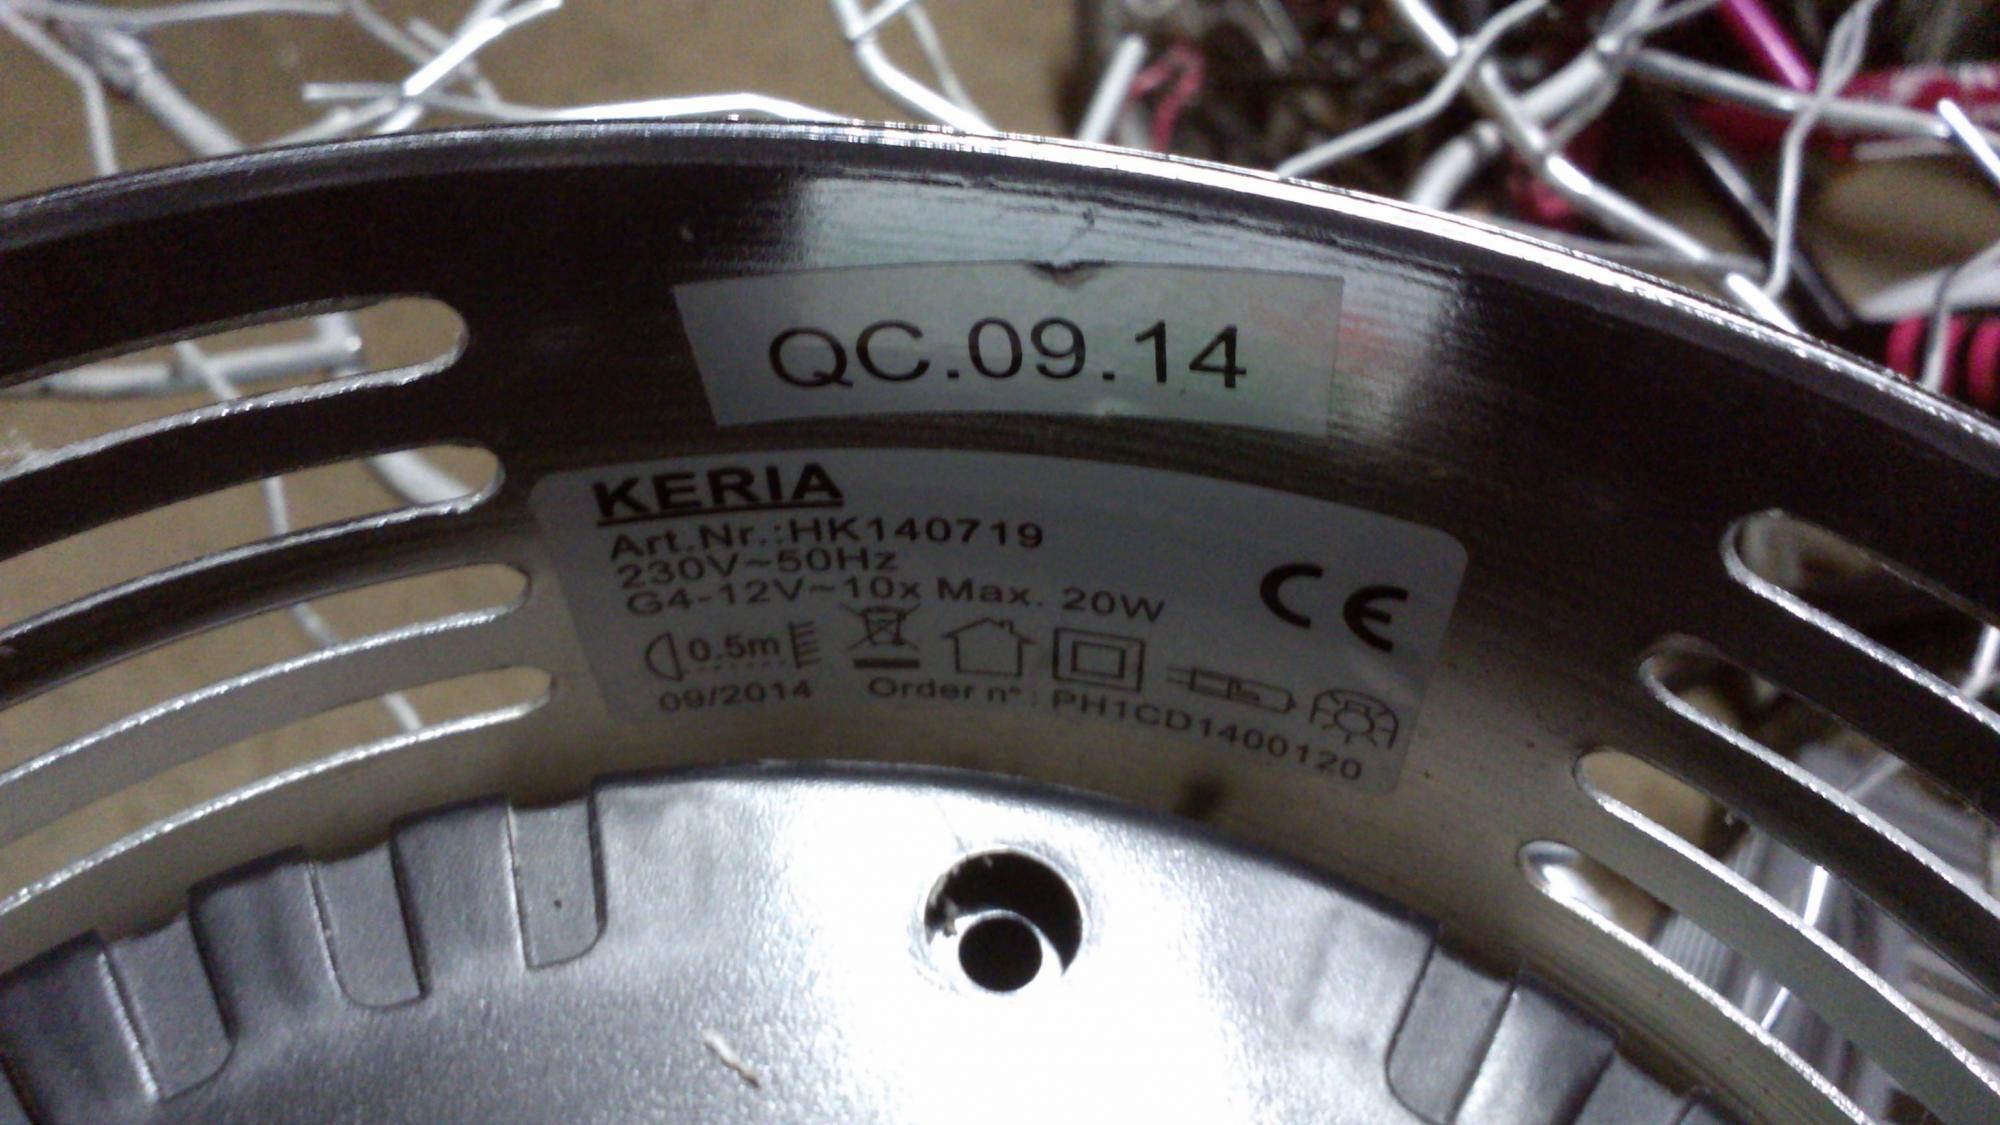 QC.09.14
KERIA
Art.Nr.:HK140719
230V~50Hz
G4-12V~10x Max. 20W
CE
0.5m
09/2014 Order n°: PH1CD1400120